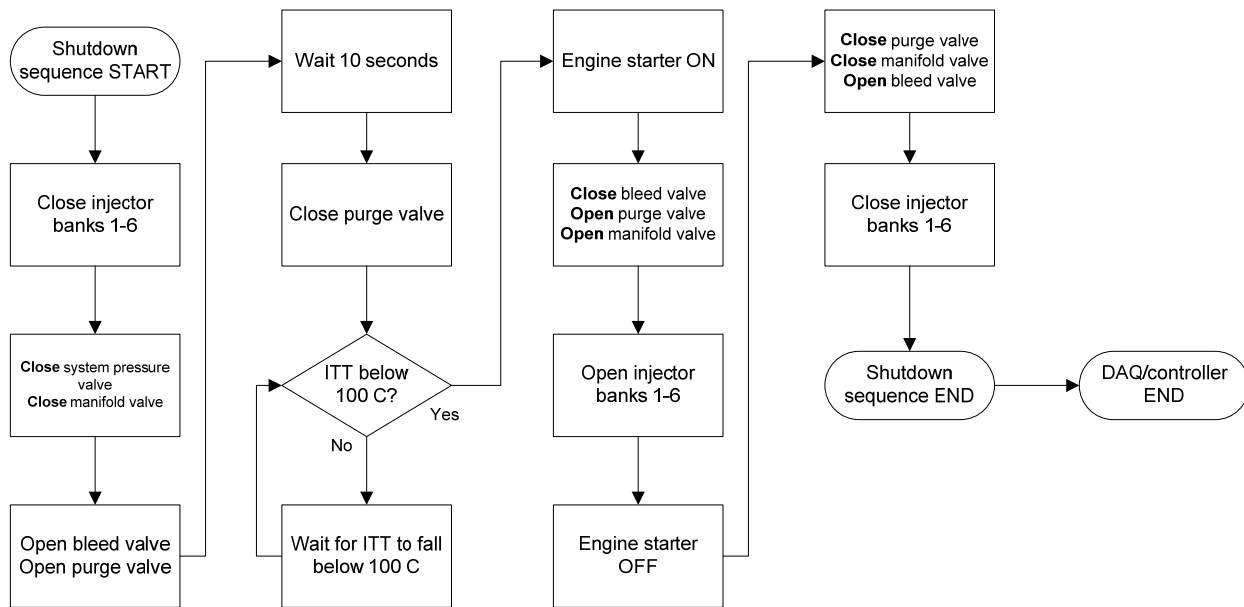 Shutdown
sequence START
Close injector
banks 1-6
Close system pressure
valve
Close manifold valve
Open bleed valve
Open purge valve
Wait 10 seconds
Close purge valve
ITT below
100 C?
Yes
No
Wait for ITT to fall
below 100 C
Engine starter ON
Close bleed valve
Open purge valve
Open manifold valve
Open injector
banks 1-6
Engine starter
OFF
Close purge valve
Close manifold valve
Open bleed valve
Close injector
banks 1-6
Shutdown
sequence END
DAQ/controller
END